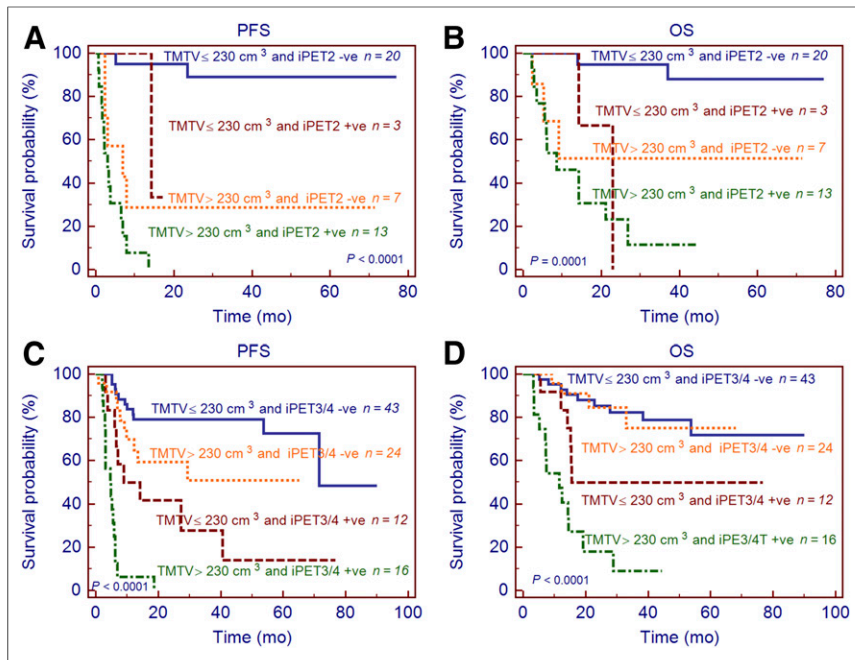 A
PFS
Survival probability (%)
100
80
60
40
20
0
TMTV ≤ 230 cm ³ and iPET2 -ve n = 20
TMTV ≤ 230 cm ³ and iPET2 +ve n = 3
TMTV > 230 cm ³ and iPET2 -ve n = 7
TMTV > 230 cm ³ and iPET2 +ve n = 13
P < 0.0001
0 20 40 60 80
Time (mo)
B
OS
Survival probability (%)
100
80
60
40
20
0
TMTV ≤ 230 cm ³ and iPET2 -ve n = 20
TMTV ≤ 230 cm ³ and iPET2 +ve n = 3
TMTV > 230 cm ³ and iPET2 -ve n = 7
TMTV > 230 cm ³ and iPET2 +ve n = 13
P = 0.0001
0 20 40 60 80
Time (mo)
C
PFS
Survival probability (%)
100
80
60
40
20
0
TMTV ≤ 230 cm ³ and iPET3/4 -ve n = 43
TMTV > 230 cm ³ and iPET3/4 -ve n = 24
TMTV ≤ 230 cm ³ and iPET3/4 +ve n = 12
TMTV > 230 cm ³ and iPET3/4 +ve n = 16
P < 0.0001
0 20 40 60 80 100
Time (mo)
D
OS
Survival probability (%)
100
80
60
40
20
0
TMTV ≤ 230 cm ³ and iPET3/4 -ve n = 43
TMTV > 230 cm ³ and iPET3/4 -ve n = 24
TMTV ≤ 230 cm ³ and iPET3/4 +ve n = 12
TMTV > 230 cm ³ and iPE3/4T +ve n = 16
P < 0.0001
0 20 40 60 80 100
Time (mo)